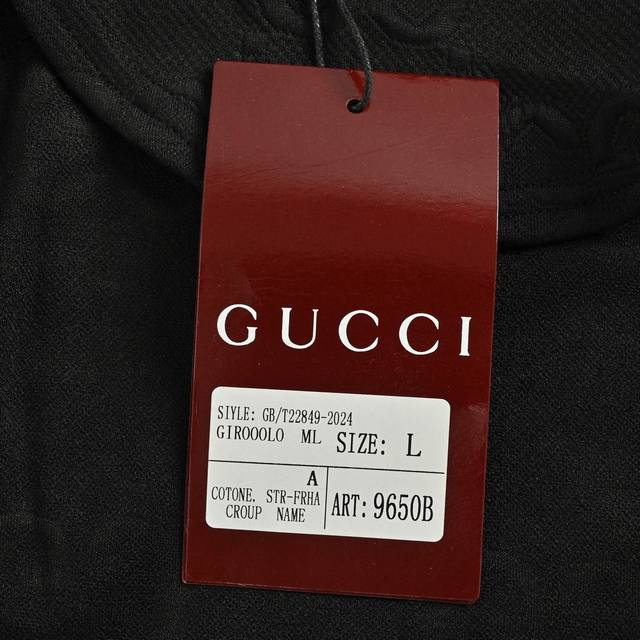 GUCCI
SIYLE: GB/T22849-2024
GIROOOLO ML SIZE: L
A
COTONE. STR-FRHA
CROUP NAME
ART: 9650B